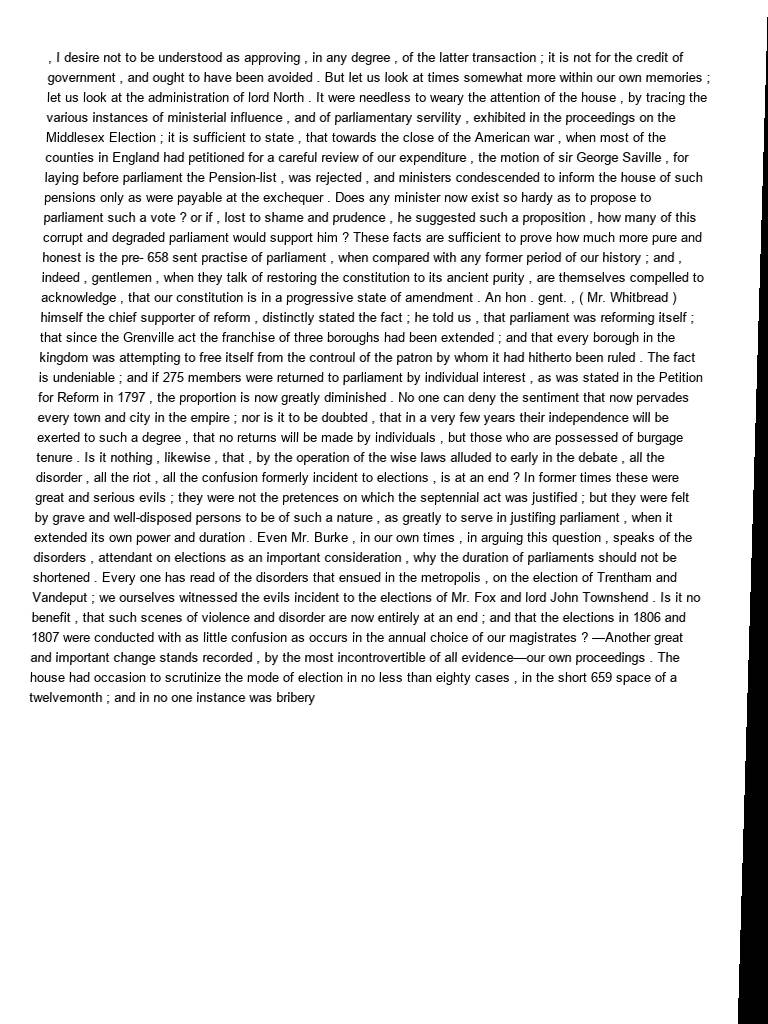 , I desire not to be understood as approving , in any degree , of the latter transaction ; it is not for the credit of
government , and ought to have been avoided . But let us look at times somewhat more within our own memories ;
let us look at the administration of lord North . It were needless to weary the attention of the house , by tracing the
various instances of ministerial influence , and of parliamentary servility , exhibited in the proceedings on the
Middlesex Election ; it is sufficient to state , that towards the close of the American war , when most of the
counties in England had petitioned for a careful review of our expenditure , the motion of sir George Saville , for
laying before parliament the Pension-list , was rejected , and ministers condescended to inform the house of such
pensions only as were payable at the exchequer . Does any minister now exist so hardy as to propose to
parliament such a vote ? or if , lost to shame and prudence , he suggested such a proposition , how many of this
corrupt and degraded parliament would support him ? These facts are sufficient to prove how much more pure and
honest is the pre- 658 sent practise of parliament , when compared with any former period of our history ; and ,
indeed , gentlemen , when they talk of restoring the constitution to its ancient purity , are themselves compelled to
acknowledge , that our constitution is in a progressive state of amendment . An hon . gent. , ( Mr. Whitbread )
himself the chief supporter of reform , distinctly stated the fact ; he told us , that parliament was reforming itself ;
that since the Grenville act the franchise of three boroughs had been extended ; and that every borough in the
kingdom was attempting to free itself from the controul of the patron by whom it had hitherto been ruled . The fact
is undeniable ; and if 275 members were returned to parliament by individual interest , as was stated in the Petition
for Reform in 1797 , the proportion is now greatly diminished . No one can deny the sentiment that now pervades
every town and city in the empire ; nor is it to be doubted , that in a very few years their independence will be
exerted to such a degree , that no returns will be made by individuals , but those who are possessed of burgage
tenure . Is it nothing , likewise , that , by the operation of the wise laws alluded to early in the debate , all the
disorder , all the riot , all the confusion formerly incident to elections , is at an end ? In former times these were
great and serious evils ; they were not the pretences on which the septennial act was justified ; but they were felt
by grave and well-disposed persons to be of such a nature , as greatly to serve in justifing parliament , when it
extended its own power and duration . Even Mr. Burke , in our own times , in arguing this question , speaks of the
disorders , attendant on elections as an important consideration , why the duration of parliaments should not be
shortened . Every one has read of the disorders that ensued in the metropolis , on the election of Trentham and
Vandeput ; we ourselves witnessed the evils incident to the elections of Mr. Fox and lord John Townshend . Is it no
benefit , that such scenes of violence and disorder are now entirely at an end ; and that the elections in 1806 and
1807 were conducted with as little confusion as occurs in the annual choice of our magistrates ? —Another great
and important change stands recorded , by the most incontrovertible of all evidence—our own proceedings . The
house had occasion to scrutinize the mode of election in no less than eighty cases , in the short 659 space of a
twelvemonth ; and in no one instance was bribery